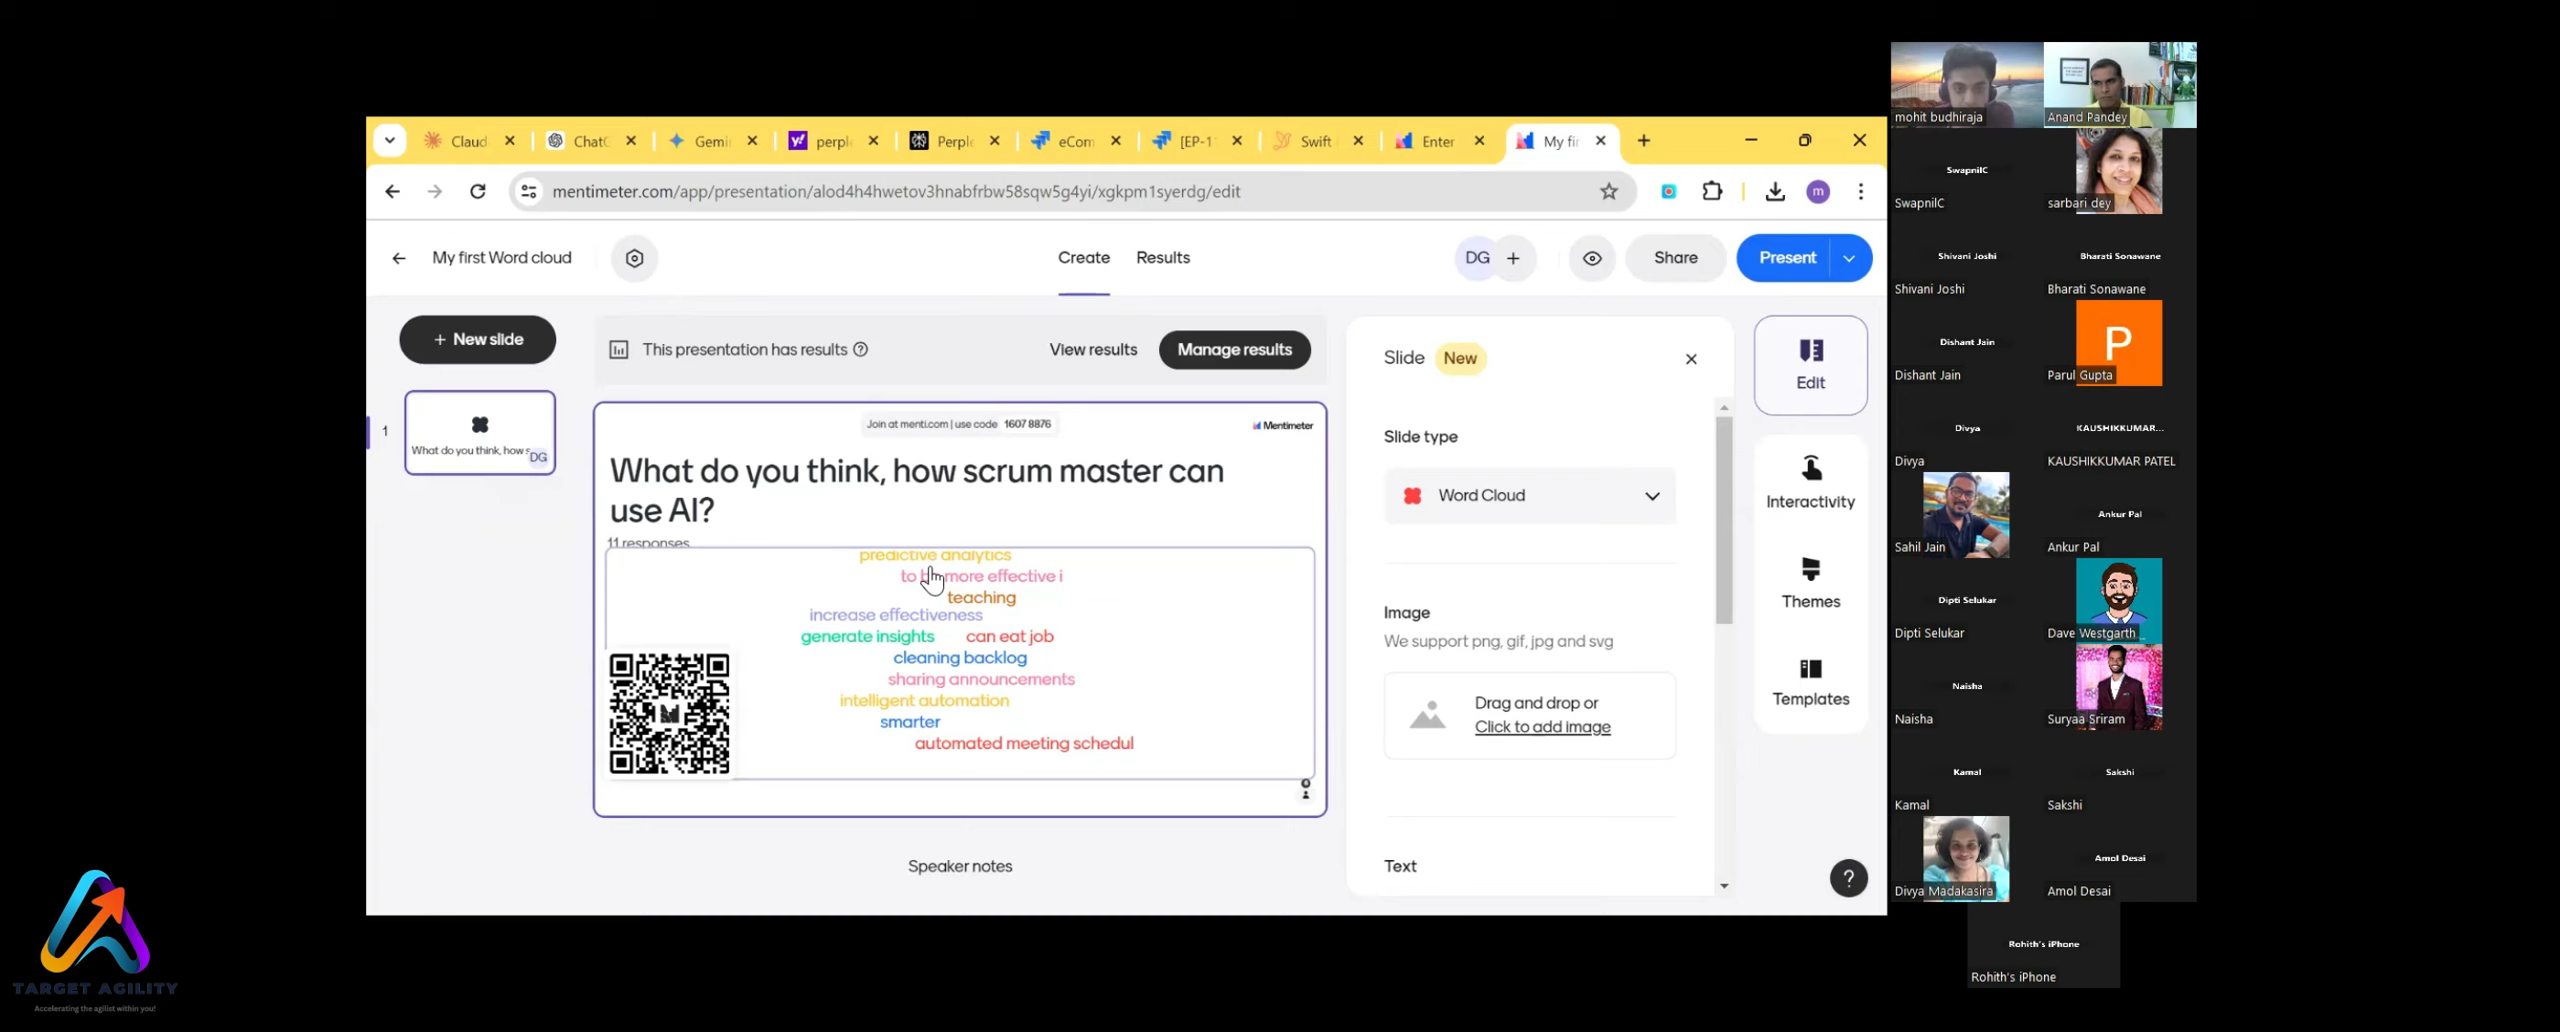 Claud
ChatG
Gemi
perple
Perple
eCom
[EP-1
Swift
Enter
My fir
mentimeter.com/app/presentation/alod4h4hwetov3hnabfrbw58sqw5g4yi/xgkpm1syerdg/edit
m
My first Word cloud
Create
Results
DG
Share
Present
+ New slide
This presentation has results
View results
Manage results
1
What do you think, how s
DG
Join at menti.com | use code 1607 8876
Mentimeter
What do you think, how scrum master can
use AI?
11 responses
predictive analytics
to be more effective i
teaching
increase effectiveness
generate insights
can eat job
cleaning backlog
sharing announcements
intelligent automation
smarter
automated meeting schedul
Speaker notes
Slide New
Slide type
Word Cloud
Image
We support png, gif, jpg and svg
Drag and drop or
Click to add image
Text
Edit
Interactivity
Themes
Templates
?
mohit budhiraja
Anand Pandey
SwapnilC
SwapnilC
sarbari dey
Shivani Joshi
Shivani Joshi
Bharati Sonawane
Bharati Sonawane
Dishant Jain
Dishant Jain
P
Parul Gupta
Divya
Divya
KAUSHIKKUMAR...
KAUSHIKKUMAR PATEL
Sahil Jain
Ankur Pal
Ankur Pal
Dipti Selukar
Dipti Selukar
Dave Westgarth_
Naisha
Naisha
Suryaa Sriram
Kamal
Kamal
Sakshi
Sakshi
Divya Madakasira
Amol Desai
Amol Desai
Rohith's iPhone
Rohith's iPhone
TARGET AGILITY
Accelerating the agilist within you!